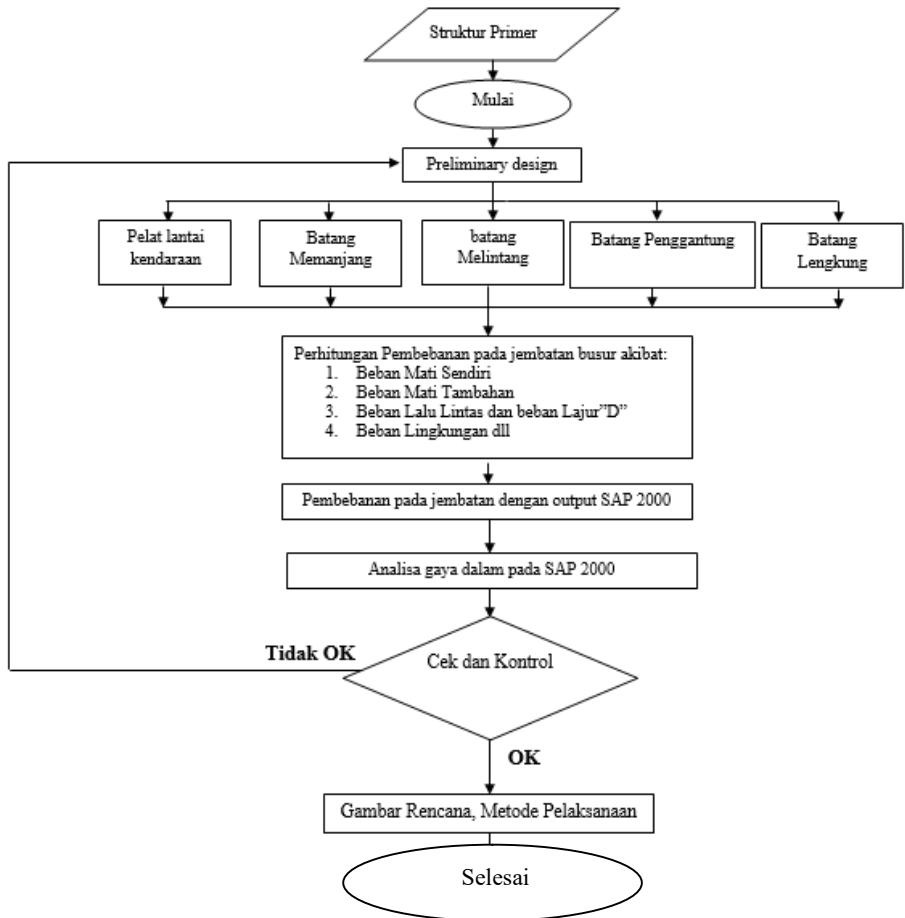 Struktur Primer
Mulai
Preliminary design
Pelat lantai
kendaraan
Batang
Memanjang
batang
Melintang
Batang Penggantung
Batang
Lengkung
Perhitungan Pembebanan pada jembatan busur akibat:
1. Beban Mati Sendiri
2. Beban Mati Tambahan
3. Beban Lalu Lintas dan beban Lajur”D”
4. Beban Lingkungan dll
Pembebanan pada jembatan dengan output SAP 2000
Analisa gaya dalam pada SAP 2000
Tidak OK
Cek dan Kontrol
OK
Gambar Rencana, Metode Pelaksanaan
Selesai